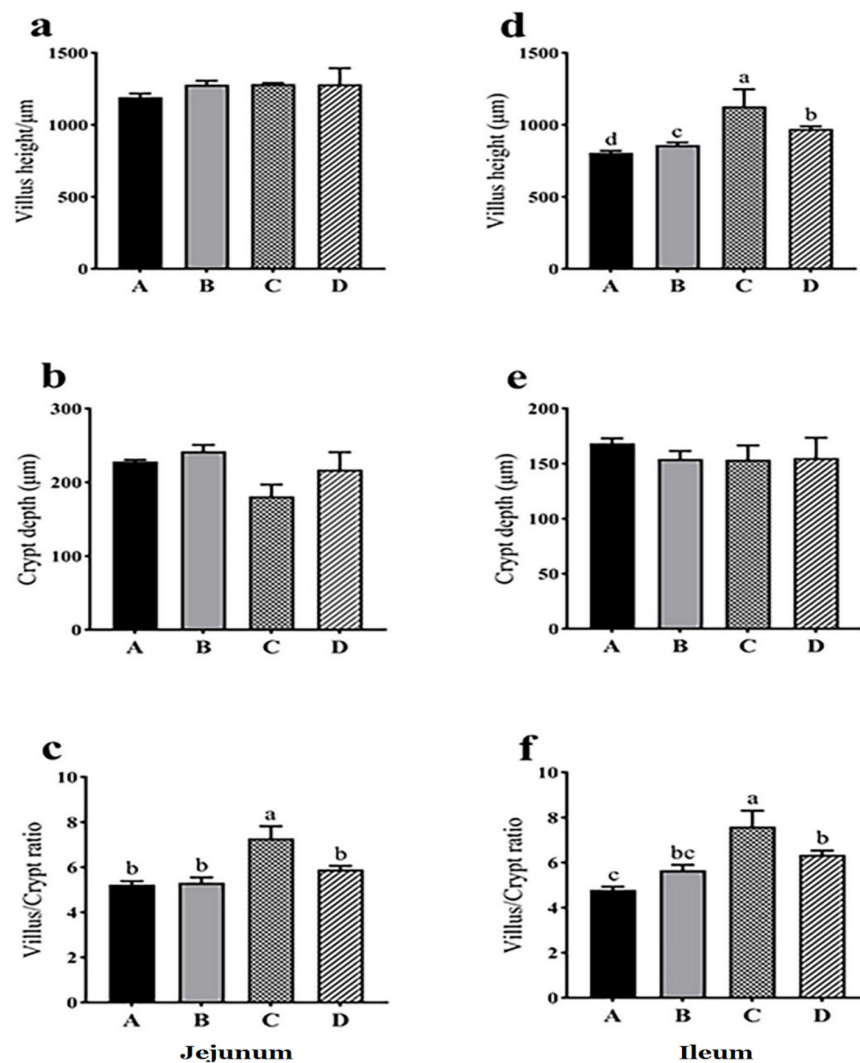 a
Villus height/μm
1500
1000
500
0
A B C D
d
Villus height (μm)
1500
1000
500
0
d c a b
A B C D
b
Crypt depth (μm)
300
200
100
0
A B C D
e
Crypt depth (μm)
200
150
100
50
0
A B C D
c
Villus/Crypt ratio
10
8
6
4
2
0
b b a b
A B C D
Jejunum
f
Villus/Crypt ratio
10
8
6
4
2
0
c bc a b
A B C D
Ileum